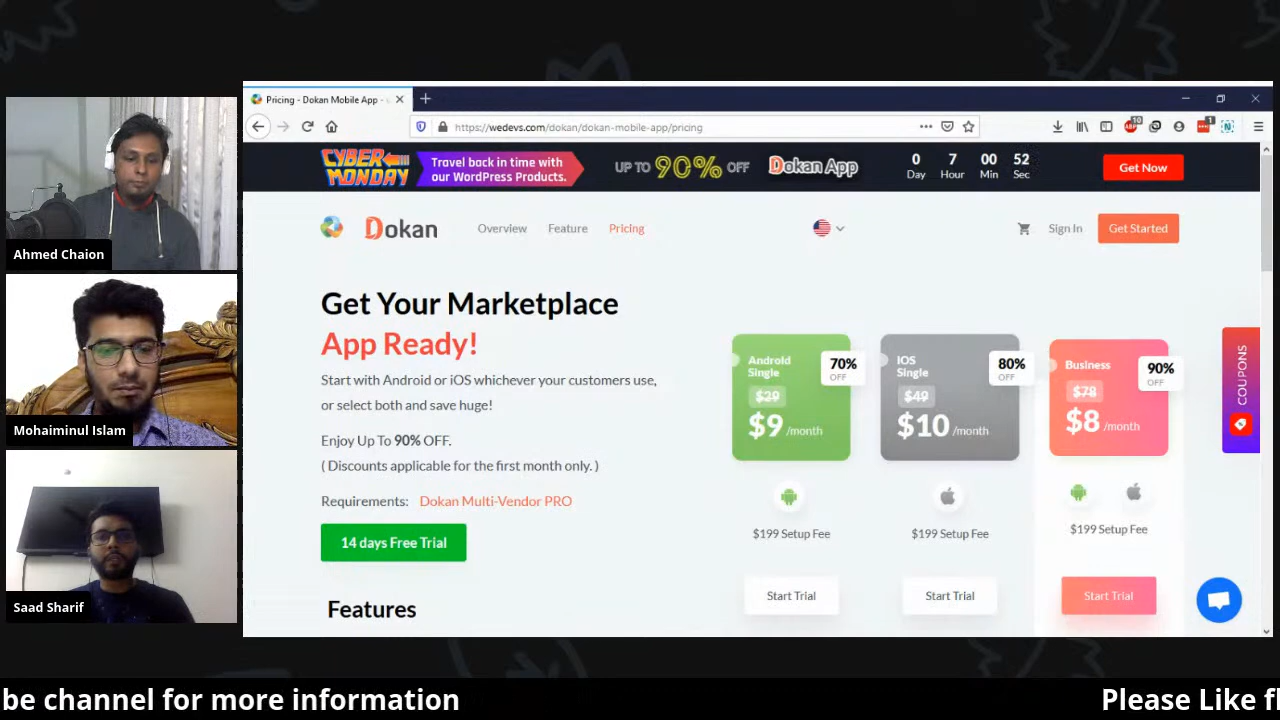 Ahmed Chaion
Mohaiminul Islam
Saad Sharif
Pricing - Dokan Mobile App -
https://wedevs.com/dokan/dokan-mobile-app/pricing
10
1
CYBER MONDAY
Travel back in time with
our WordPress Products.
UP TO 90% OFF
Dokan App
0 7 00 52
Day Hour Min Sec
Get Now
Dokan
Overview Feature Pricing
Sign In
Get Started
Get Your Marketplace
App Ready!
Start with Android or iOS whichever your customers use,
or select both and save huge!
Enjoy Up To 90% OFF.
( Discounts applicable for the first month only. )
Requirements: Dokan Multi-Vendor PRO
14 days Free Trial
Features
Android
Single
70%
OFF
$29
$9 /month
$199 Setup Fee
Start Trial
IOS
Single
80%
OFF
$49
$10 /month
$199 Setup Fee
Start Trial
Business
90%
OFF
$78
$8 /month
$199 Setup Fee
Start Trial
COUPONS
be channel for more information
Please Like